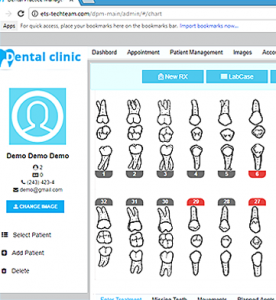 Dental Practice Manage
ets-techteam.com/dpm-main/admin/#/chart
Apps For quick access, place your bookmarks here on the bookmarks bar. Import bookmarks now...
Dental clinic
Dashboard Appointment Patient Management Images
New RX LabCase
Demo Demo Demo
2
0
(243) 423-4
demo@gmail.com
CHANGE IMAGE
Select Patient
Add Patient
Delete
1 2 3 4 5 6
32 31 30 29 28 27
Enter Treatment Missing Teeth Movements Planned